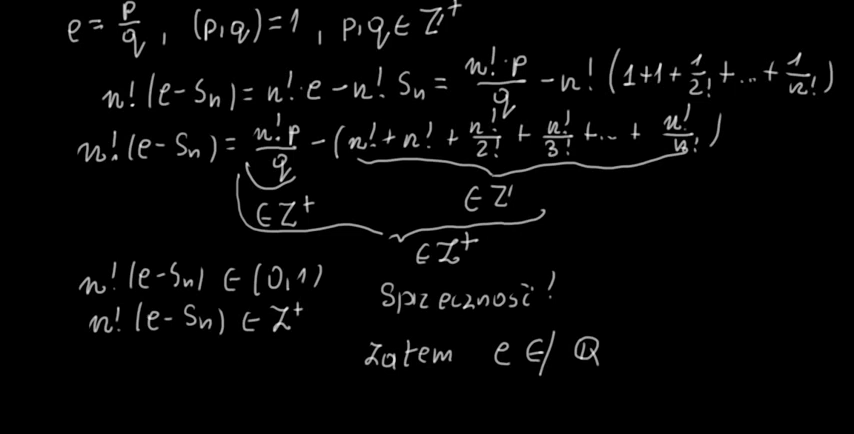 e = p/q , (p,q)=1 , p,q ∈ Z⁺
n!(e-Sₙ) = n!·e - n! Sₙ = n!·p/q - n! (1+1+1/2!+...+1/n!)
n!(e-Sₙ) = n!p/q - (n!+n!+n!/2!+n!/3!+...+n!/n!)
∈Z⁺ ∈Z
∈Z⁺
n!(e-Sₙ) ∈ (0,1) Sprzeczność!
n!(e-Sₙ) ∈ Z⁺
Zatem e ∉ Q